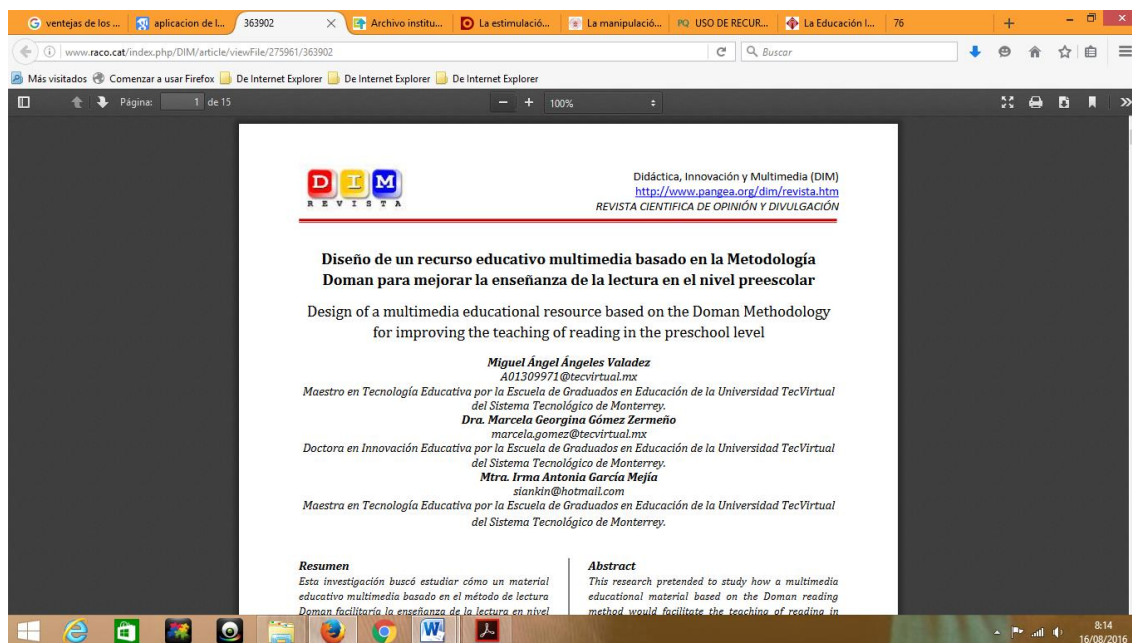 ventejas de los ...
aplicacion de l...
363902
Archivo institu...
La estimulació...
La manipulació...
PQ USO DE RECUR...
La Educación I...
76
www.raco.cat/index.php/DIM/article/viewFile/275961/363902
Buscar
Más visitados
Comenzar a usar Firefox
De Internet Explorer
De Internet Explorer
De Internet Explorer
Página: 1 de 15
100%
D I M
REVISTA
Didáctica, Innovación y Multimedia (DIM)
http://www.pangea.org/dim/revista.htm
REVISTA CIENTIFICA DE OPINIÓN Y DIVULGACIÓN
Diseño de un recurso educativo multimedia basado en la Metodología
Doman para mejorar la enseñanza de la lectura en el nivel preescolar
Design of a multimedia educational resource based on the Doman Methodology
for improving the teaching of reading in the preschool level
Miguel Ángel Ángeles Valadez
A01309971@tecvirtual.mx
Maestro en Tecnología Educativa por la Escuela de Graduados en Educación de la Universidad TecVirtual
del Sistema Tecnológico de Monterrey.
Dra. Marcela Georgina Gómez Zermeño
marcela.gomez@tecvirtual.mx
Doctora en Innovación Educativa por la Escuela de Graduados en Educación de la Universidad TecVirtual
del Sistema Tecnológico de Monterrey.
Mtra. Irma Antonia García Mejía
siankin@hotmail.com
Maestra en Tecnología Educativa por la Escuela de Graduados en Educación de la Universidad TecVirtual
del Sistema Tecnológico de Monterrey.
Resumen
Esta investigación buscó estudiar cómo un material
educativo multimedia basado en el método de lectura
Doman facilitaría la enseñanza de la lectura en nivel
Abstract
This research pretended to study how a multimedia
educational material based on the Doman reading
method would facilitate the teaching of reading in
8:14
16/08/2016